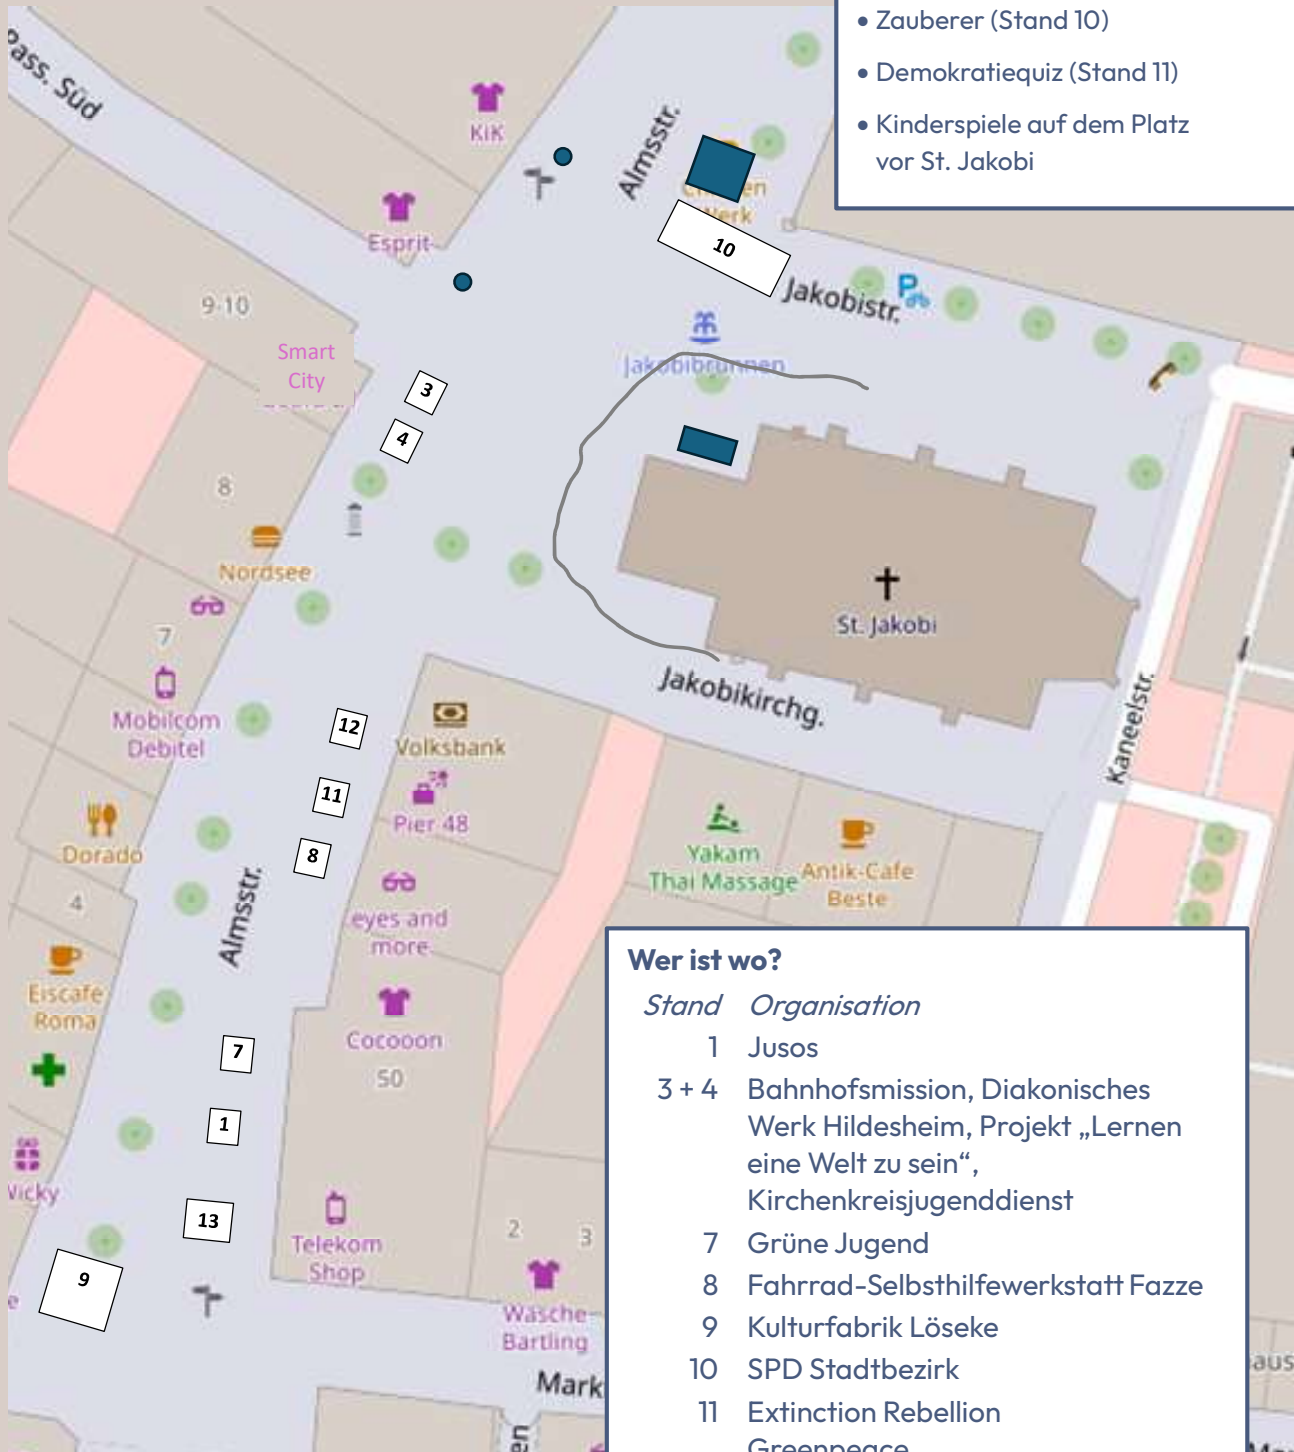 • Zauberer (Stand 10)
• Demokratiequiz (Stand 11)
• Kinderspiele auf dem Platz
vor St. Jakobi
Pass. Süd
KiK
Almsstr.
Esprit
10
Jakobistr.
9-10
Smart
City
Jakobibrunnen
3
4
8
Nordsee
St. Jakobi
7
Mobilcom
Debitel
Jakobikirchg.
Kaneelstr.
12
Volksbank
11
Pier 48
8
Dorado
Yakam
Thai Massage
Antik-Cafe
Beste
4
Almsstr.
eyes and
more
Eiscafe
Roma
Cocooon
50
7
1
13
9
Telekom
Shop
2
3
Wäsche
Bartling
Wer ist wo?
Stand Organisation
1 Jusos
3 + 4 Bahnhofsmission, Diakonisches
Werk Hildesheim, Projekt „Lernen
eine Welt zu sein“,
Kirchenkreisjugenddienst
7 Grüne Jugend
8 Fahrrad-Selbsthilfewerkstatt Fazze
9 Kulturfabrik Löseke
10 SPD Stadtbezirk
11 Extinction Rebellion
Greenpeace